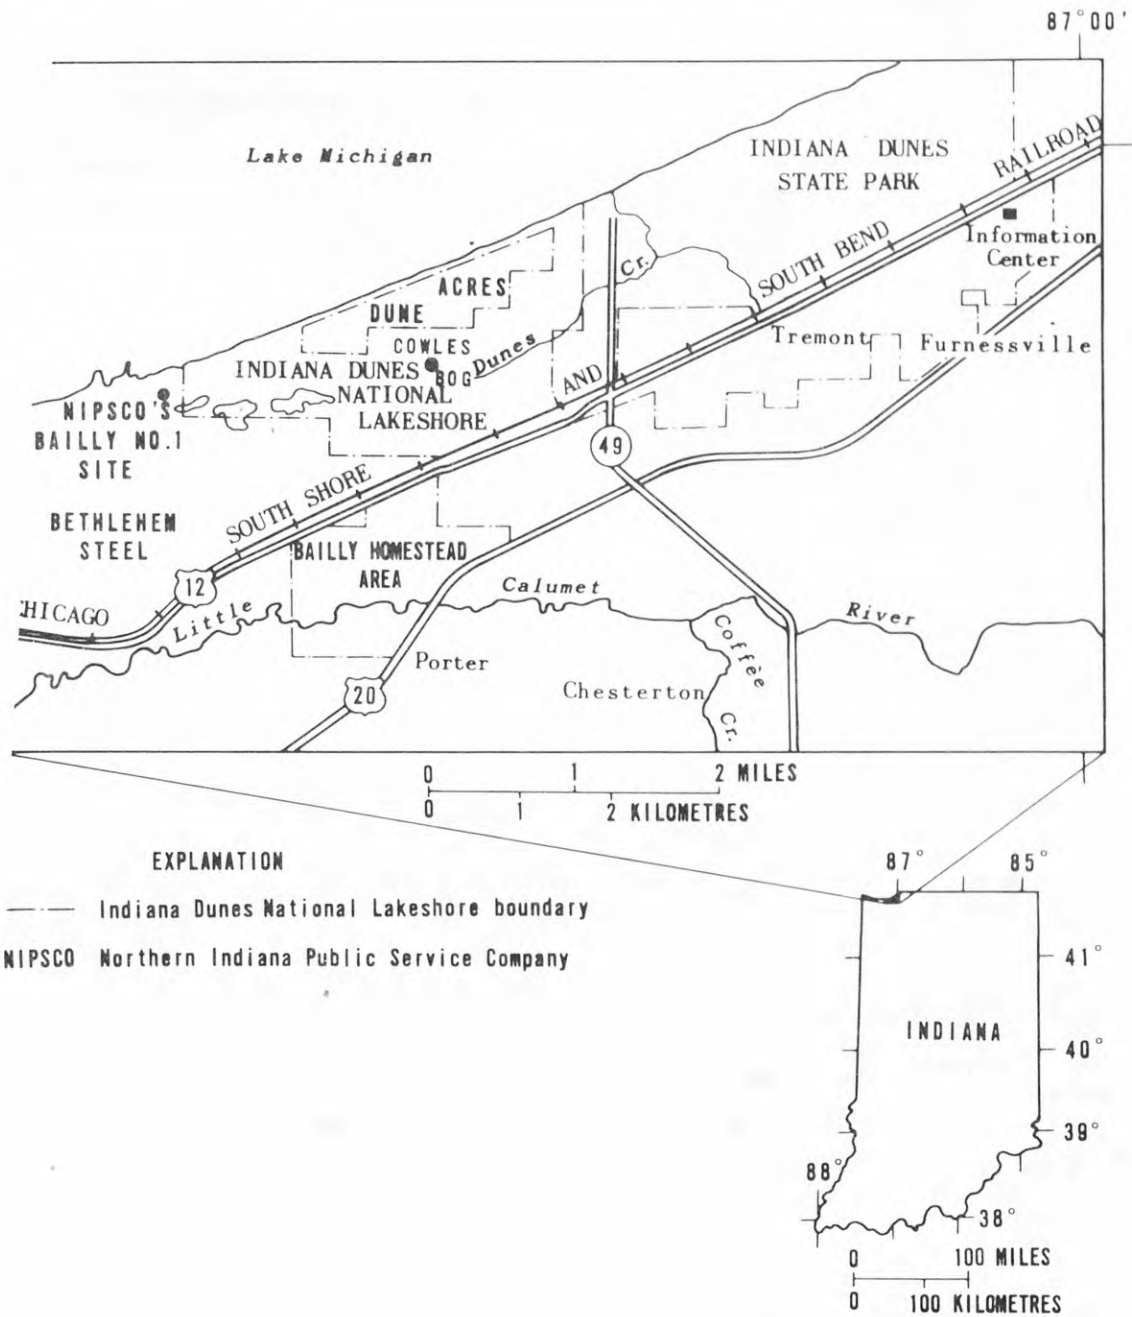 87°00'
Lake Michigan
INDIANA DUNES
STATE PARK
CHICAGO SOUTH SHORE AND SOUTH BEND RAILROAD
Information
Center
Cr.
DUNE ACRES
COWLES
BOG
Dunes
INDIANA DUNES
NATIONAL
LAKESHORE
Tremont
Furnessville
NIPSCO'S
BAILLY NO.1
SITE
49
BETHLEHEM
STEEL
BAILLY HOMESTEAD
AREA
12
Little Calumet River
Coffèe Cr.
Porter
Chesterton
20
0 1 2 MILES
0 1 2 KILOMETRES
EXPLANATION
Indiana Dunes National Lakeshore boundary
NIPSCO Northern Indiana Public Service Company
87° 85°
41°
INDIANA
40°
39°
88°
38°
0 100 MILES
0 100 KILOMETRES